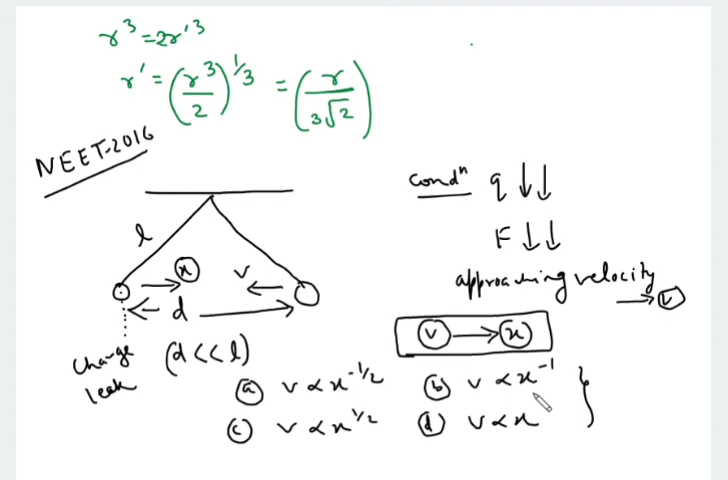 r³ = 2r'³
r' = (r³/2)^1/3 = (r/3√2)
NEET-2016
condⁿ q ↓↓
F ↓↓
l
x
v
d
approaching velocity
→ v
v → x
charge leak
(d << l)
(a) v ∝ x^-1/2 (b) v ∝ x^-1
(c) v ∝ x^1/2 (d) v ∝ x